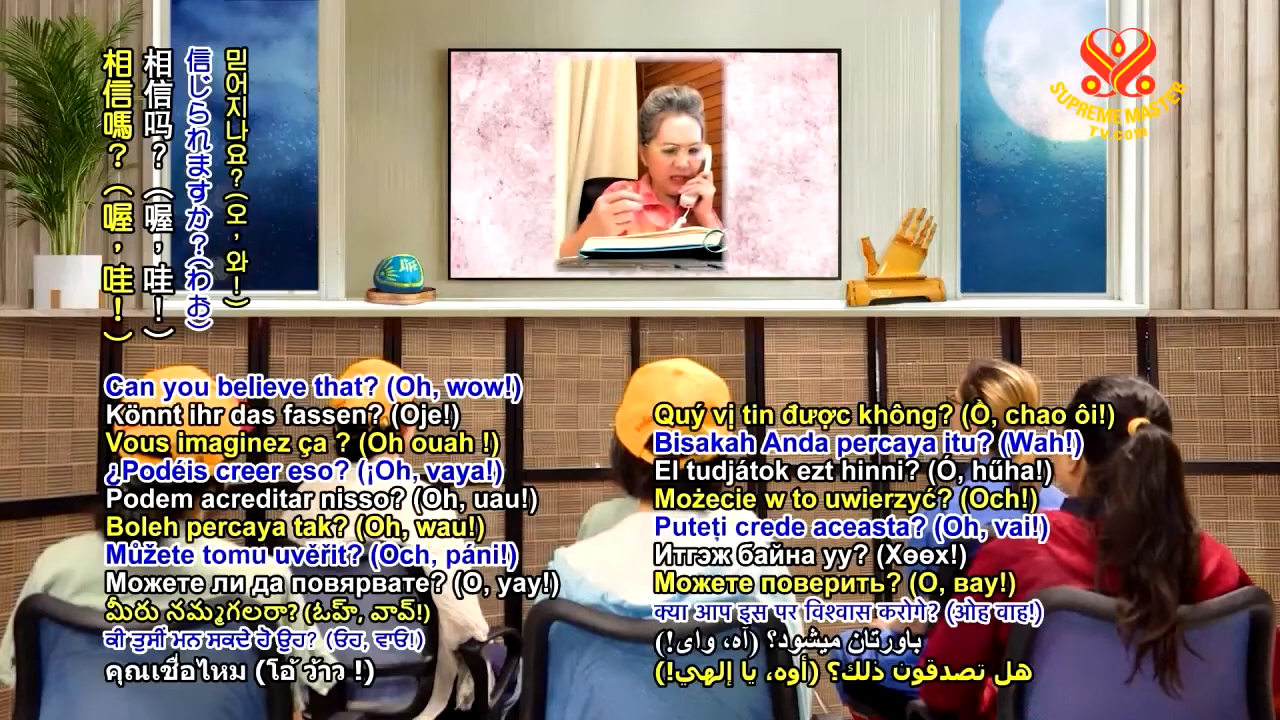 相信嗎？（喔，哇！）
相信吗？（喔，哇！）
信じられますか？（わお）
믿어지나요？（오，와！）
SUPREME MASTER
TV.com
LIFE
Can you believe that? (Oh, wow!)
Könnt ihr das fassen? (Oje!)
Vous imaginez ça ? (Oh ouah !)
¿Podéis creer eso? (¡Oh, vaya!)
Podem acreditar nisso? (Oh, uau!)
Boleh percaya tak? (Oh, wau!)
Můžete tomu uvěřit? (Och, páni!)
Можете ли да повярвате? (О, уау!)
మీరు నమ్మగలరా? (ఓహ్, వావ్!)
ਕੀ ਤੁਸੀਂ ਮਨ ਸਕਦੇ ਹੋ ਉਹ? (ਓਹ, ਵਾਓ!)
คุณเชื่อไหม (โอ้ ว้าว !)
Quý vị tin được không? (Ồ, chao ôi!)
Bisakah Anda percaya itu? (Wah!)
El tudjátok ezt hinni? (Ó, hűha!)
Możecie w to uwierzyć? (Och!)
Puteți crede aceasta? (Oh, vai!)
Итгэж байна уу? (Хөөх!)
Можете поверить? (О, вау!)
क्या आप इस पर विश्वास करोगे? (ओह वाह!)
باورتان میشود؟ (آه، وای!)
هل تصدقون ذلك؟ (أوه، يا إلهي!)